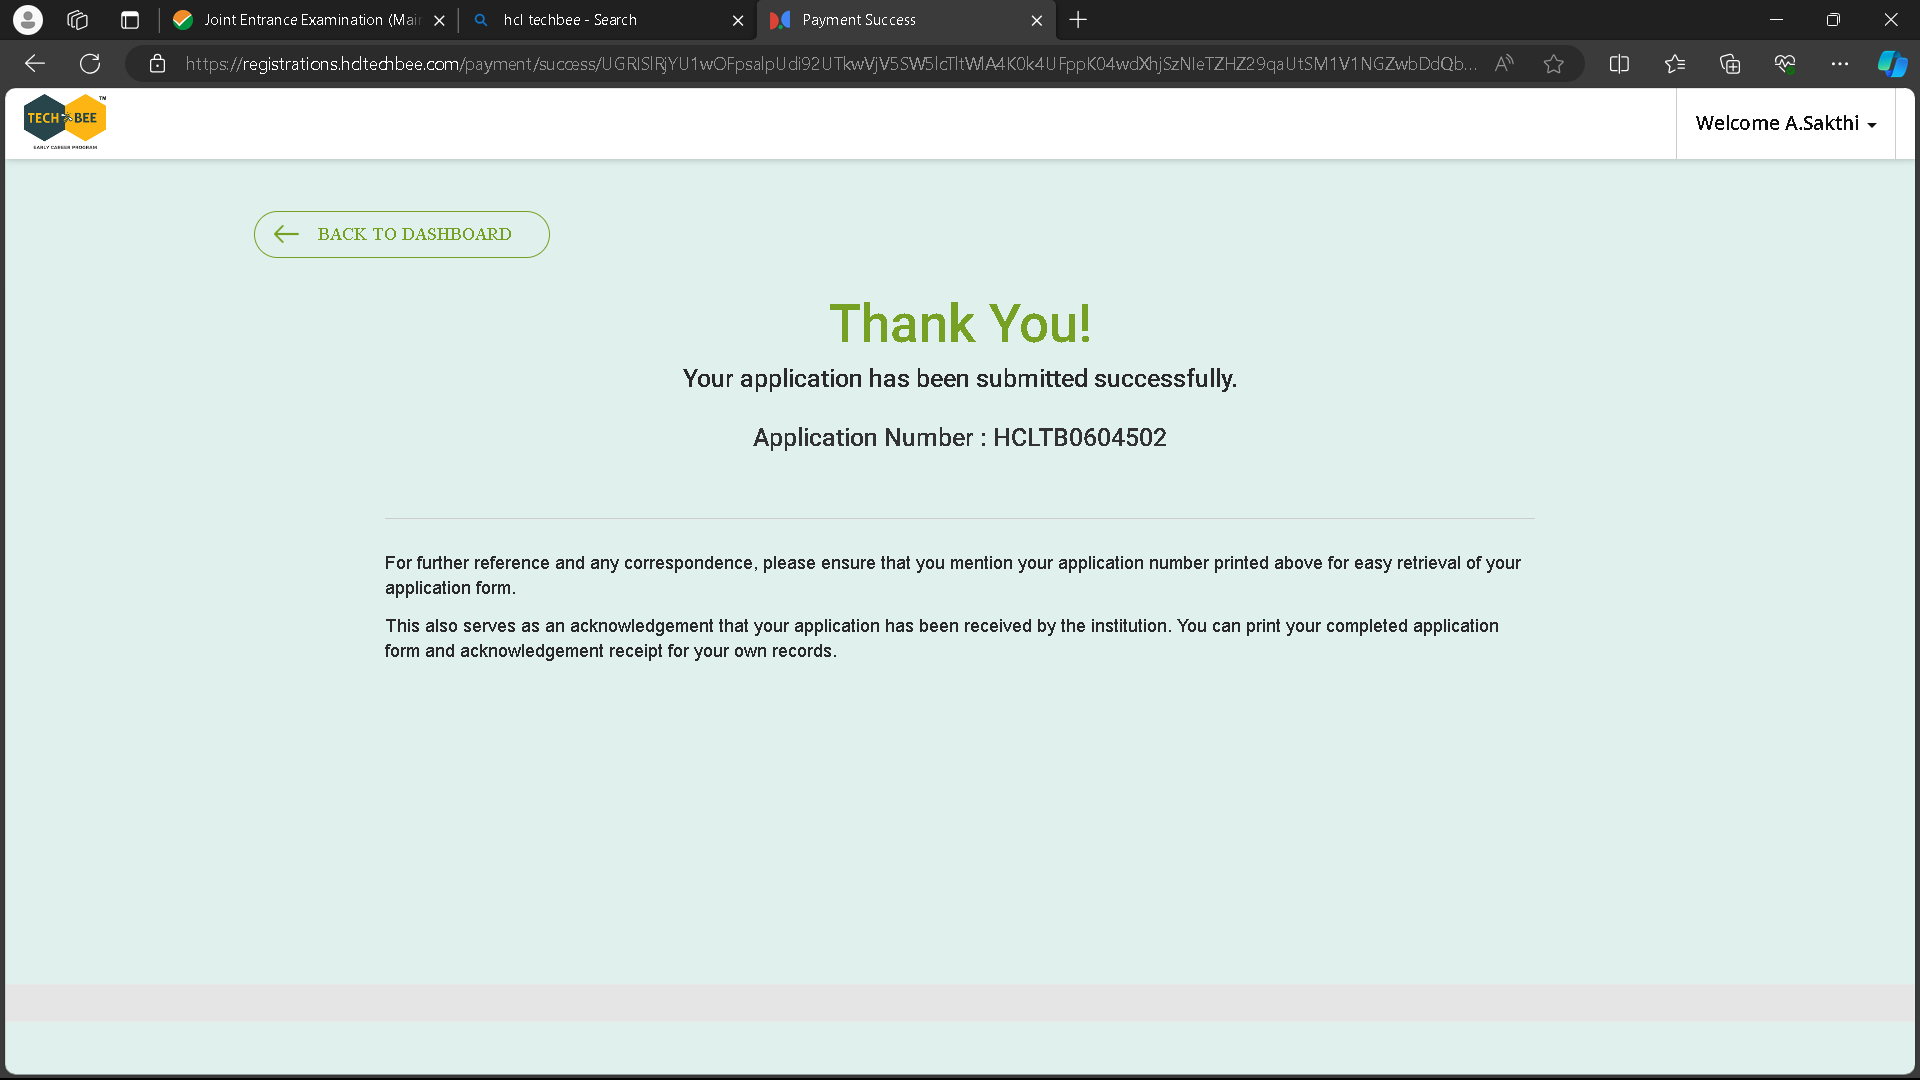 Joint Entrance Examination (Mai
hcl techbee - Search
Payment Success
https://registrations.hcltechbee.com/payment/success/
TECH BEE
TM
EARLY CAREER PROGRAM
Welcome A.Sakthi
BACK TO DASHBOARD
Thank You!
Your application has been submitted successfully.
Application Number : HCLTB0604502
For further reference and any correspondence, please ensure that you mention your application number printed above for easy retrieval of your
application form.
This also serves as an acknowledgement that your application has been received by the institution. You can print your completed application
form and acknowledgement receipt for your own records.